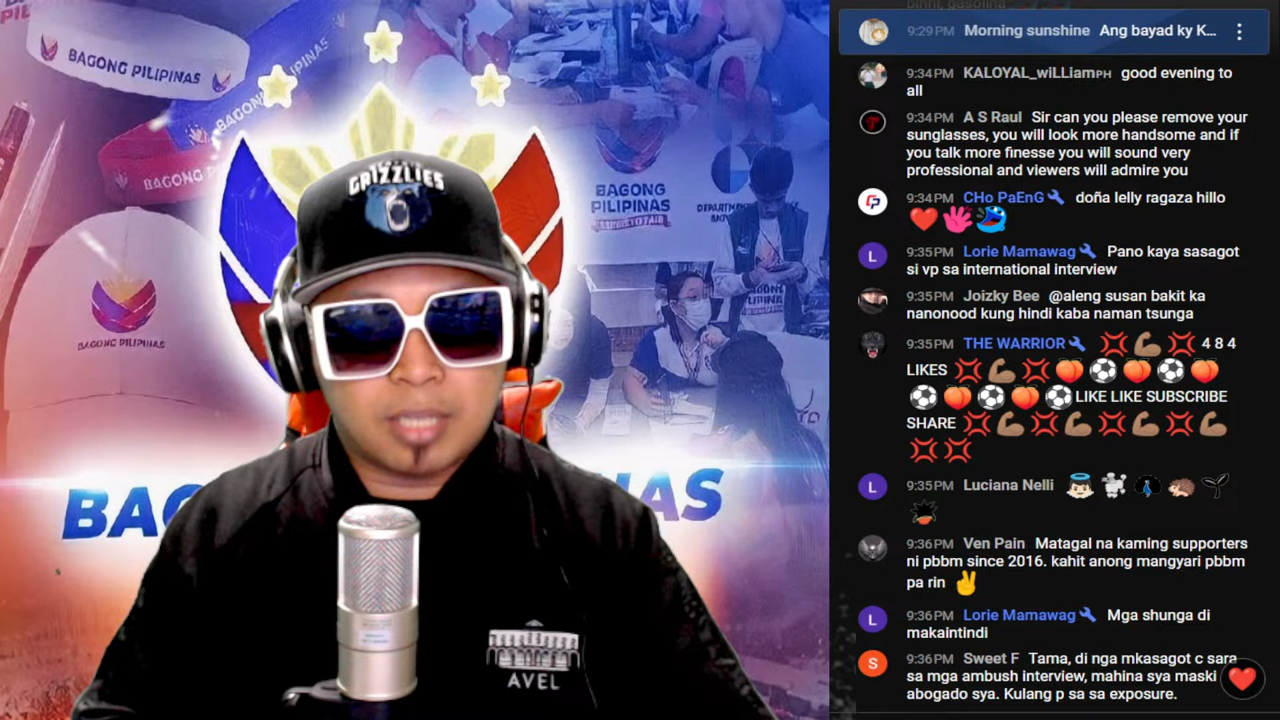 PILIPINAS
BAGONG PILIPINAS
PILIPINAS
BAGONG
BAGONG
BAGONG PILIPINAS
GRIZZLIES
BAGONG
PILIPINAS
BAGONG
PILIPINAS
AVEL
9:29 PM Morning sunshine Ang bayad ky K...
9:34 PM KALOYAL_wiLLiamPH good evening to
all
9:34 PM A S Raul Sir can you please remove your
sunglasses, you will look more handsome and if
you talk more finesse you will sound very
professional and viewers will admire you
9:34 PM CHo PaEnG doña lelly ragaza hillo
❤️
9:35 PM Lorie Mamawag Pano kaya sasagot
si vp sa international interview
9:35 PM Joizky Bee @aleng susan bakit ka
nanonood kung hindi kaba naman tsunga
9:35 PM THE WARRIOR 💢 💪🏽 💢 4 8 4
LIKES 💢 💪🏽 💢 🍑 ⚽ 🍑 ⚽ 🍑
⚽ 🍑 ⚽ 🍑 ⚽ LIKE LIKE SUBSCRIBE
SHARE 💢 💪🏽 💢 💪🏽 💢 💪🏽 💢 💪🏽
💢 💢
9:35 PM Luciana Nelli
9:36 PM Ven Pain Matagal na kaming supporters
ni pbbm since 2016. kahit anong mangyari pbbm
pa rin ✌️
9:36 PM Lorie Mamawag Mga shunga di
makaintindi
9:36 PM Sweet F Tama, di nga mkasagot c sara
sa mga ambush interview, mahina sya maski
abogado sya. Kulang p sa sa exposure.